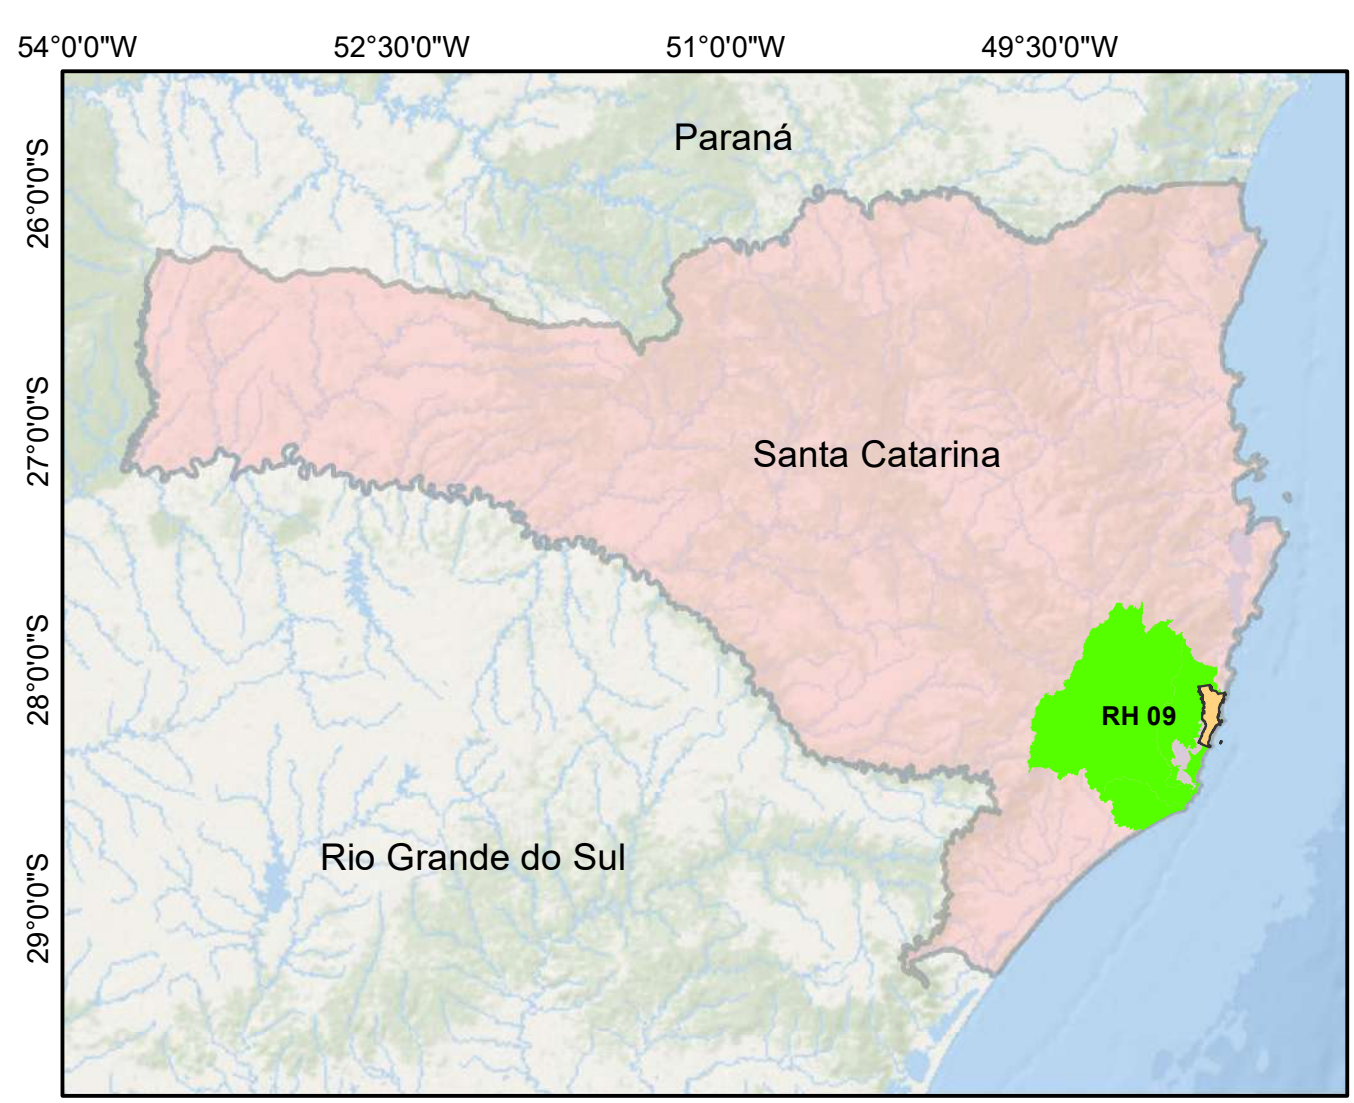 54°0'0"W
52°30'0"W
51°0'0"W
49°30'0"W
26°0'0"S
27°0'0"S
28°0'0"S
29°0'0"S
Paraná
Santa Catarina
RH 09
Rio Grande do Sul